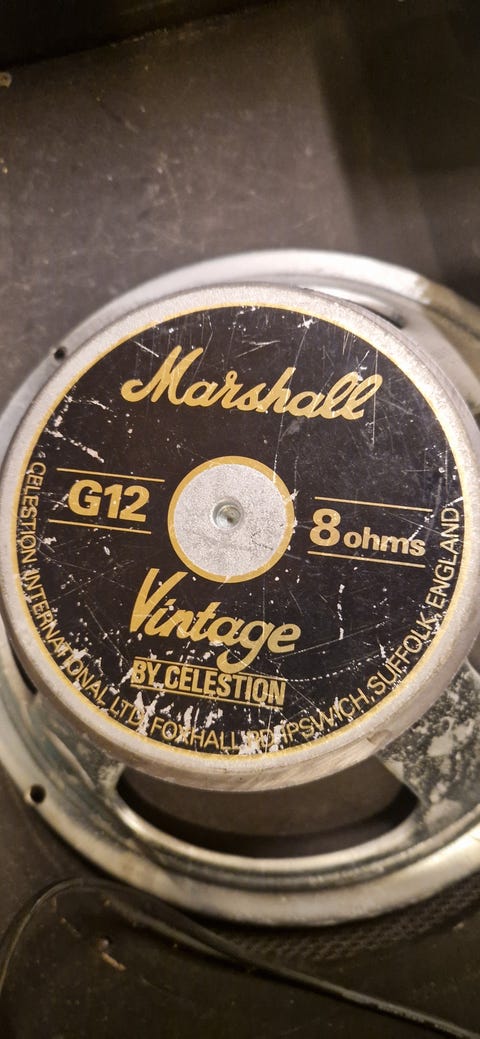 Marshall
G12
8 ohms
Vintage
BY CELESTION
CELESTION INTERNATIONAL LTD. FOXHALL RD. IPSWICH. SUFFOLK. ENGLAND